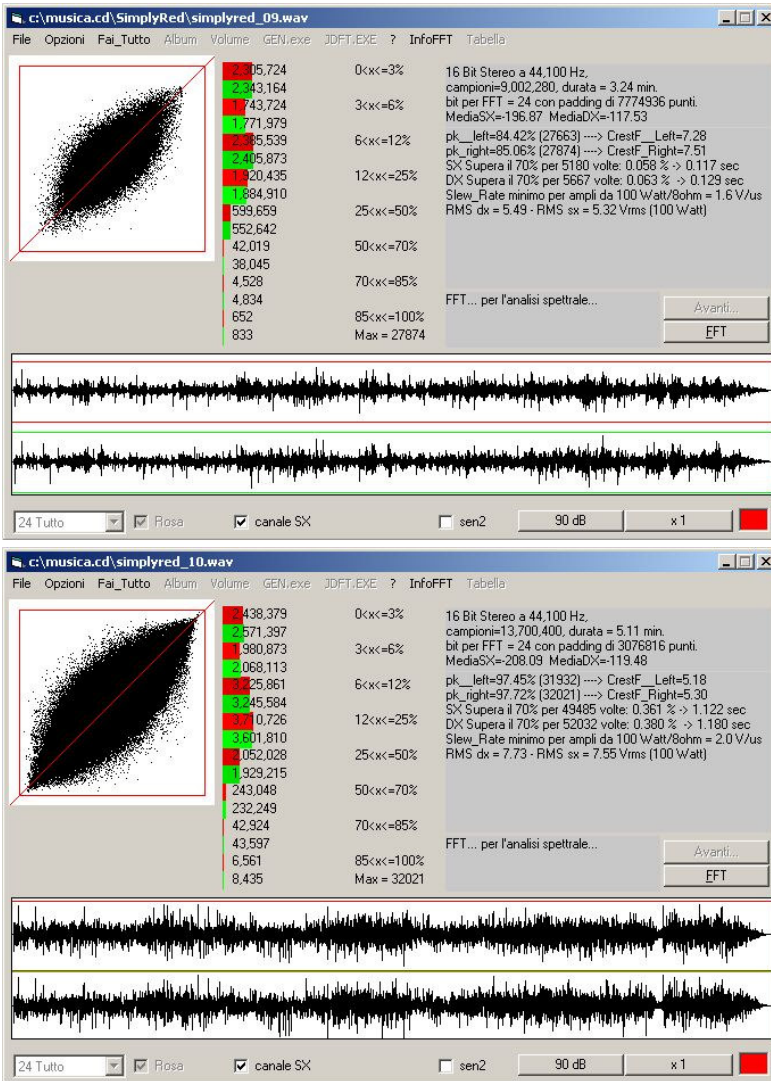 c:\musica.cd\SimplyRed\simplyred_09.wav
File Opzioni Fai_Tutto Album Volume GEN.exe JDFT.EXE ? InfoFFT Tabella
2,305,724 0<x<=3%
2,343,164
1,743,724 3<x<=6%
1,771,979
2,385,539 6<x<=12%
2,405,873
1,920,435 12<x<=25%
1,884,910
599,659 25<x<=50%
552,642
42,019 50<x<=70%
38,045
4,528 70<x<=85%
4,834
652 85<x<=100%
833 Max = 27874
16 Bit Stereo a 44,100 Hz,
campioni=9,002,280, durata = 3.24 min.
bit per FFT = 24 con padding di 7774936 punti.
MediaSX=-196.87 MediaDX=-117.53
pk__left=84.42% (27663) ----> CrestF__Left=7.28
pk_right=85.06% (27874) ----> CrestF_Right=7.51
SX Supera il 70% per 5180 volte: 0.058 % -> 0.117 sec
DX Supera il 70% per 5667 volte: 0.063 % -> 0.129 sec
Slew_Rate minimo per ampli da 100 Watt/8ohm = 1.6 V/us
RMS dx = 5.49 - RMS sx = 5.32 Vrms (100 Watt)
FFT... per l'analisi spettrale...
Avanti...
FFT
24 Tutto Rosa canale SX sen2 90 dB x 1
c:\musica.cd\simplyred_10.wav
File Opzioni Fai_Tutto Album Volume GEN.exe JDFT.EXE ? InfoFFT Tabella
2,438,379 0<x<=3%
2,571,397
1,980,873 3<x<=6%
2,068,113
3,225,861 6<x<=12%
3,245,584
3,710,726 12<x<=25%
3,601,810
2,052,028 25<x<=50%
1,929,215
243,048 50<x<=70%
232,249
42,924 70<x<=85%
43,597
6,561 85<x<=100%
8,435 Max = 32021
16 Bit Stereo a 44,100 Hz,
campioni=13,700,400, durata = 5.11 min.
bit per FFT = 24 con padding di 3076816 punti.
MediaSX=-208.09 MediaDX=-119.48
pk__left=97.45% (31932) ----> CrestF__Left=5.18
pk_right=97.72% (32021) ----> CrestF_Right=5.30
SX Supera il 70% per 49485 volte: 0.361 % -> 1.122 sec
DX Supera il 70% per 52032 volte: 0.380 % -> 1.180 sec
Slew_Rate minimo per ampli da 100 Watt/8ohm = 2.0 V/us
RMS dx = 7.73 - RMS sx = 7.55 Vrms (100 Watt)
FFT... per l'analisi spettrale...
Avanti...
FFT
24 Tutto Rosa canale SX sen2 90 dB x 1